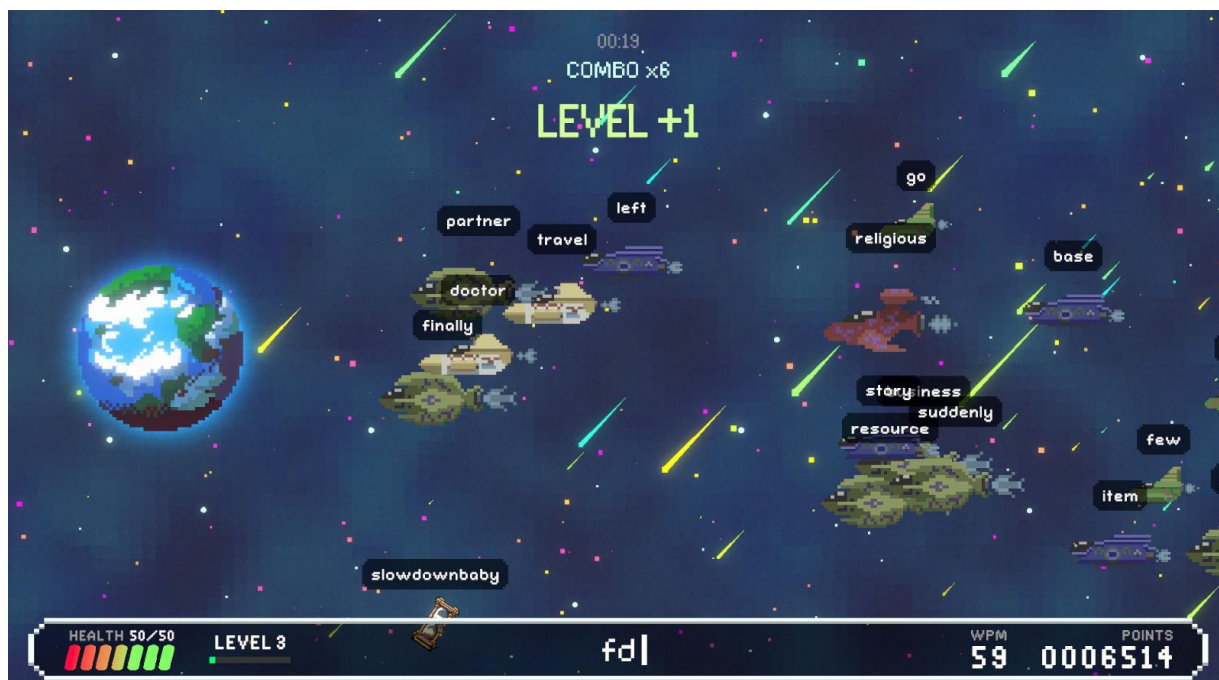 00:19
COMBO x6
LEVEL +1
go
left
partner
travel
religious
base
doctor
finally
story
suddenly
resource
few
item
slowdownbaby
HEALTH 50/50
LEVEL 3
fd
WPM
59
POINTS
0006514